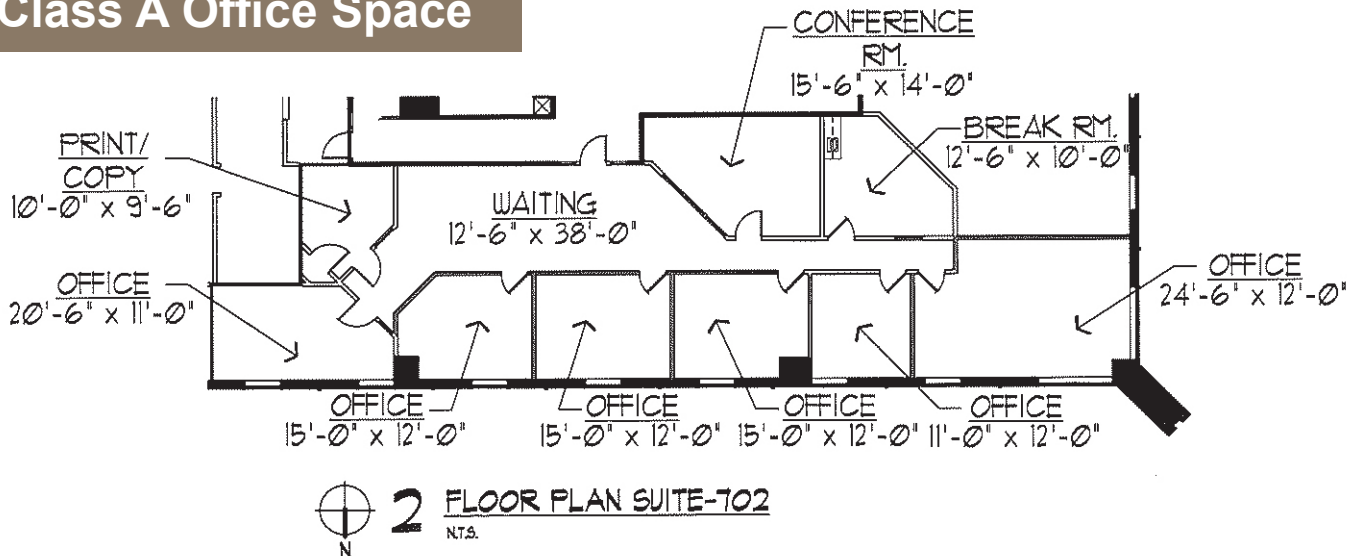 Class A Office Space
CONFERENCE
RM.
15'-6" x 14'-0"
PRINT/
COPY
10'-0" x 9'-6"
BREAK RM.
12'-6" x 10'-0"
WAITING
12'-6" x 38'-0"
OFFICE
20'-6" x 11'-0"
OFFICE
24'-6" x 12'-0"
OFFICE
15'-0" x 12'-0"
OFFICE
15'-0" x 12'-0"
OFFICE
15'-0" x 12'-0"
OFFICE
11'-0" x 12'-0"
N
2 FLOOR PLAN SUITE-702
N.T.S.